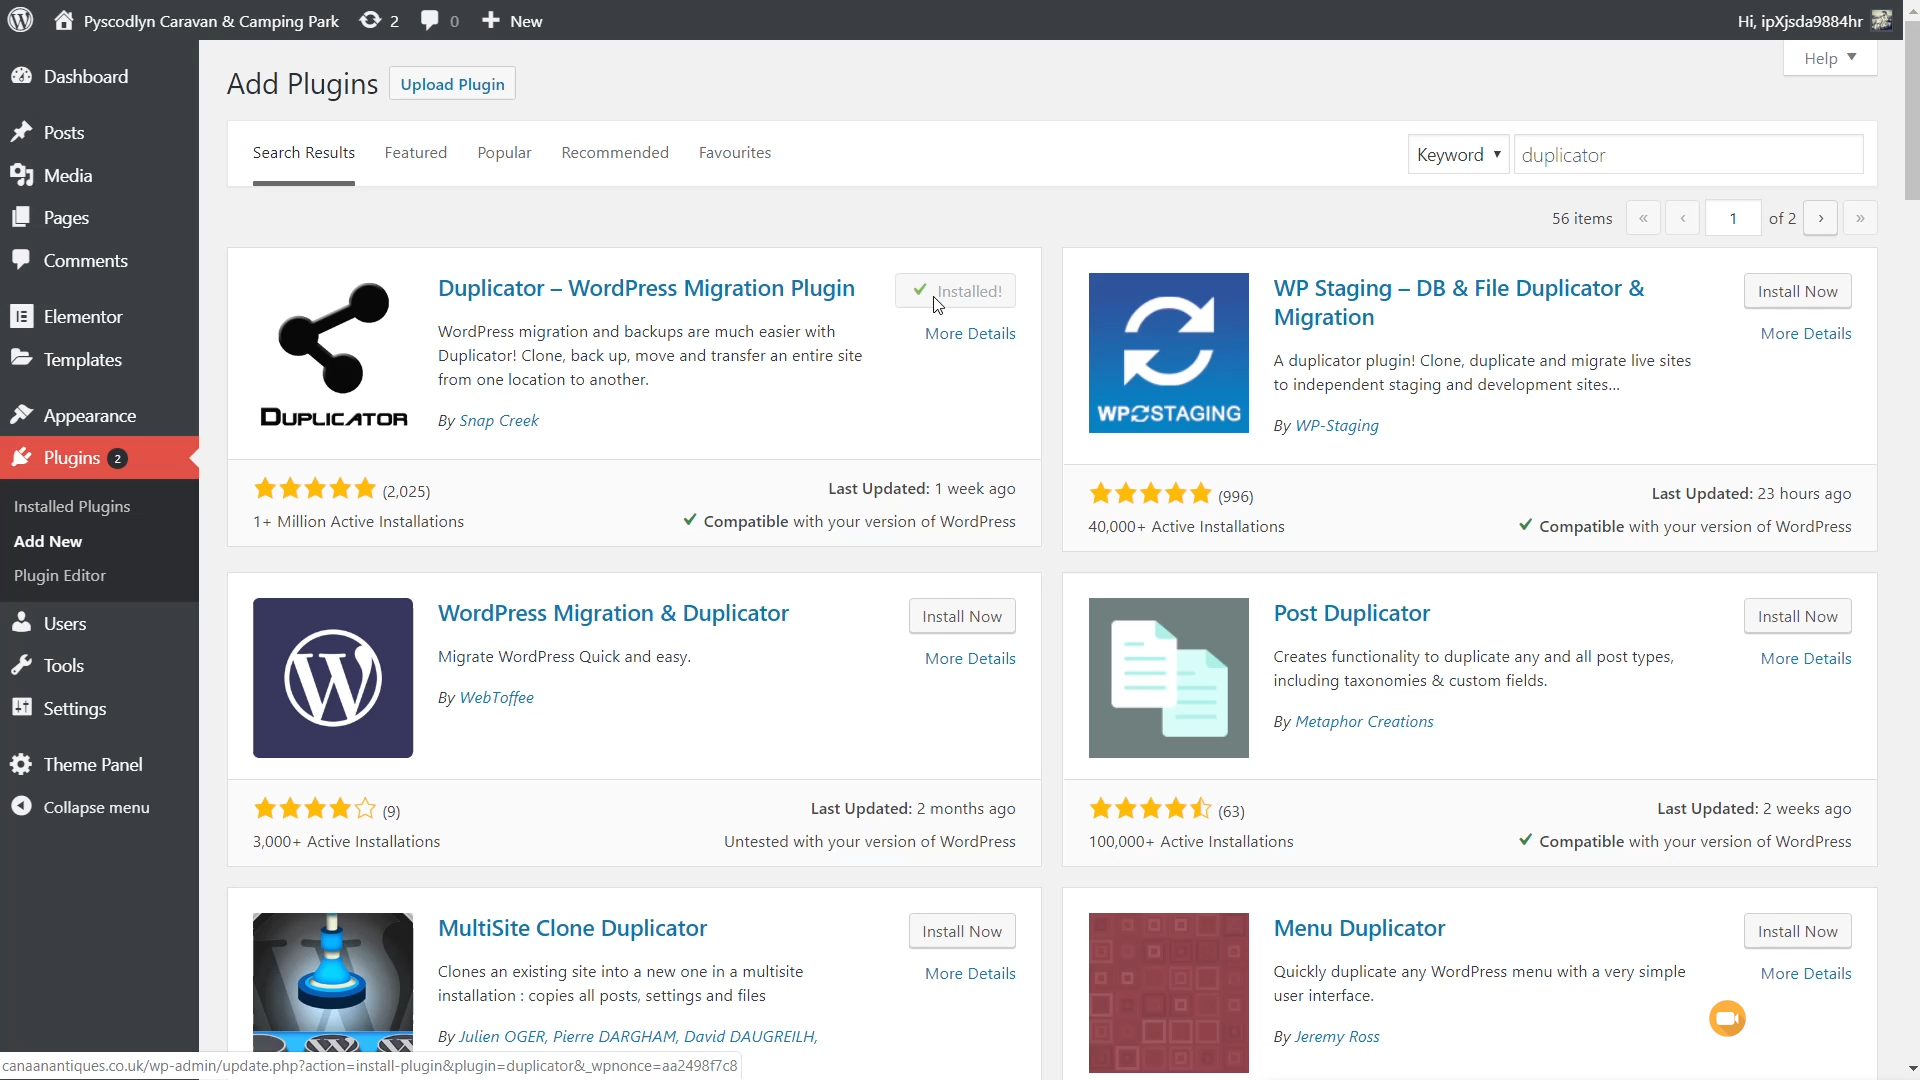 Pyscodlyn Caravan & Camping Park 2 0 New
Hi, ipXjsda9884hr
Help
Dashboard
Posts
Media
Pages
Comments
Elementor
Templates
Appearance
Plugins 2
Installed Plugins
Add New
Plugin Editor
Users
Tools
Settings
Theme Panel
Collapse menu
Add Plugins Upload Plugin
Search Results Featured Popular Recommended Favourites
Keyword duplicator
56 items « ‹ 1 of 2 › »
DUPLICATOR
Duplicator – WordPress Migration Plugin
Installed!
More Details
WordPress migration and backups are much easier with
Duplicator! Clone, back up, move and transfer an entire site
from one location to another.
By Snap Creek
(2,025)
Last Updated: 1 week ago
1+ Million Active Installations
Compatible with your version of WordPress
WP STAGING
WP Staging – DB & File Duplicator &
Migration
Install Now
More Details
A duplicator plugin! Clone, duplicate and migrate live sites
to independent staging and development sites...
By WP-Staging
(996)
Last Updated: 23 hours ago
40,000+ Active Installations
Compatible with your version of WordPress
WordPress Migration & Duplicator
Install Now
More Details
Migrate WordPress Quick and easy.
By WebToffee
(9)
Last Updated: 2 months ago
3,000+ Active Installations
Untested with your version of WordPress
Post Duplicator
Install Now
More Details
Creates functionality to duplicate any and all post types,
including taxonomies & custom fields.
By Metaphor Creations
(63)
Last Updated: 2 weeks ago
100,000+ Active Installations
Compatible with your version of WordPress
MultiSite Clone Duplicator
Install Now
More Details
Clones an existing site into a new one in a multisite
installation : copies all posts, settings and files
By Julien OGER, Pierre DARGHAM, David DAUGREILH,
Menu Duplicator
Install Now
More Details
Quickly duplicate any WordPress menu with a very simple
user interface.
By Jeremy Ross
canaanantiques.co.uk/wp-admin/update.php?action=install-plugin&plugin=duplicator&_wpnonce=aa2498f7c8